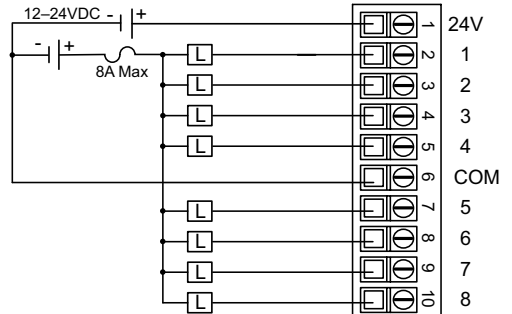 12–24VDC - + 1 24V
- + L 2 1
8A Max
L 3 2
L 4 3
L 5 4
6 COM
L 7 5
L 8 6
L 9 7
L 10 8